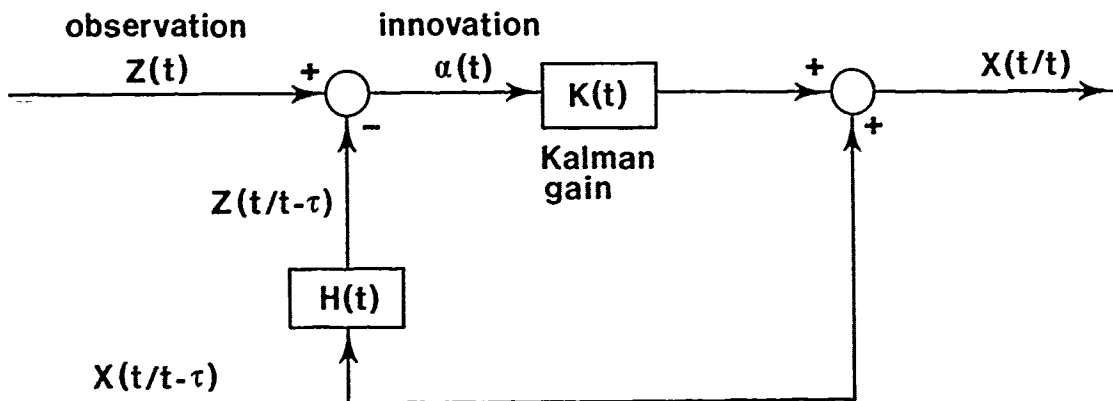 observation
Z(t)
+
innovation
α(t)
K(t)
Kalman
gain
+
X(t/t)
+
−
Z(t/t-τ)
H(t)
X(t/t-τ)